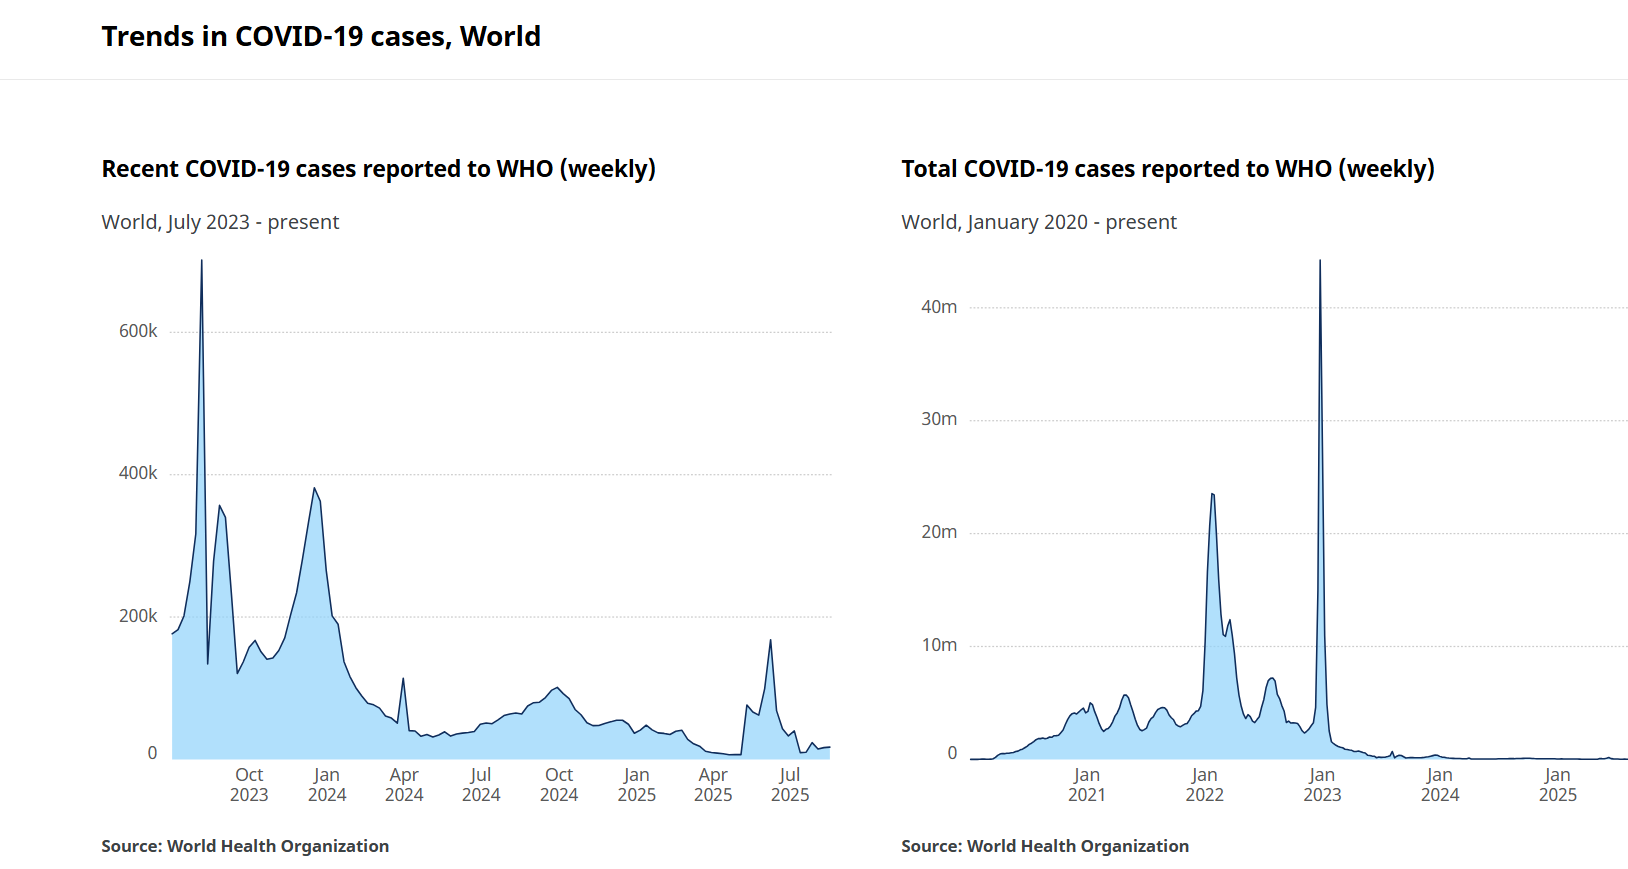 Trends in COVID-19 cases, World
Recent COVID-19 cases reported to WHO (weekly)
World, July 2023 - present
600k
400k
200k
0
Oct Jan Apr Jul Oct Jan Apr Jul
2023 2024 2024 2024 2024 2025 2025 2025
Source: World Health Organization
Total COVID-19 cases reported to WHO (weekly)
World, January 2020 - present
40m
30m
20m
10m
0
Jan Jan Jan Jan Jan
2021 2022 2023 2024 2025
Source: World Health Organization